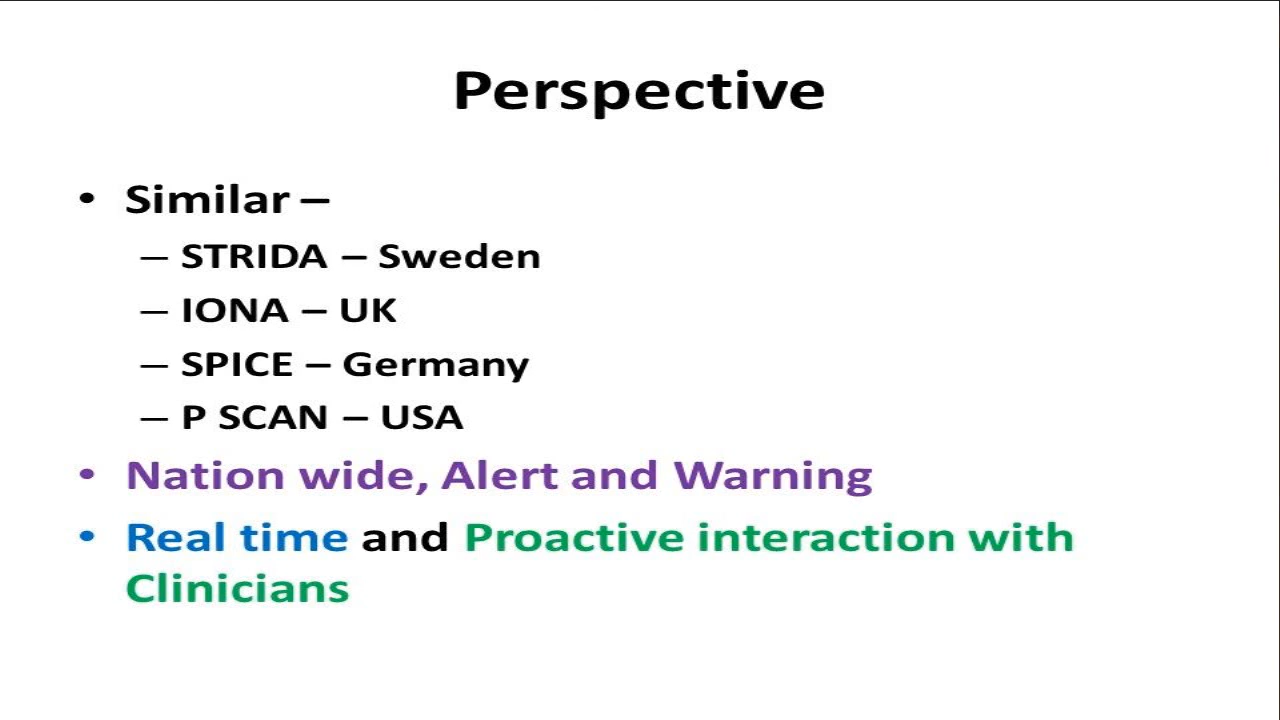 Perspective
• Similar –
– STRIDA – Sweden
– IONA – UK
– SPICE – Germany
– P SCAN – USA
• Nation wide, Alert and Warning
• Real time and Proactive interaction with
Clinicians